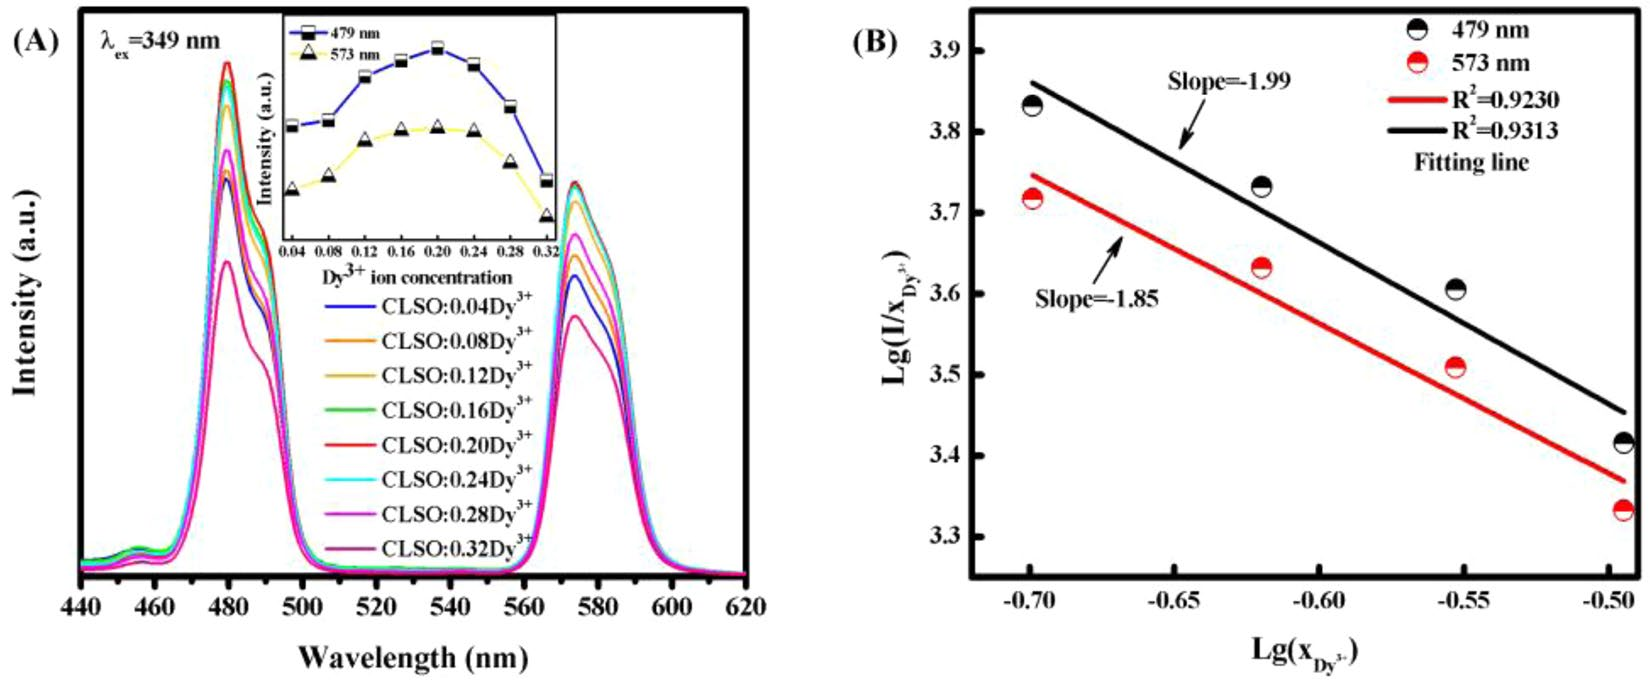 (A)
λex=349 nm
479 nm
573 nm
Intensity (a.u.)
0.04 0.08 0.12 0.16 0.20 0.24 0.28 0.32
Dy3+ ion concentration
CLSO:0.04Dy3+
CLSO:0.08Dy3+
CLSO:0.12Dy3+
CLSO:0.16Dy3+
CLSO:0.20Dy3+
CLSO:0.24Dy3+
CLSO:0.28Dy3+
CLSO:0.32Dy3+
Intensity (a.u.)
440 460 480 500 520 540 560 580 600 620
Wavelength (nm)
(B)
479 nm
573 nm
R2=0.9230
R2=0.9313
Fitting line
Slope=-1.99
Slope=-1.85
3.9
3.8
3.7
3.6
3.5
3.4
3.3
Lg(I/xDy3+)
-0.70 -0.65 -0.60 -0.55 -0.50
Lg(xDy3+)